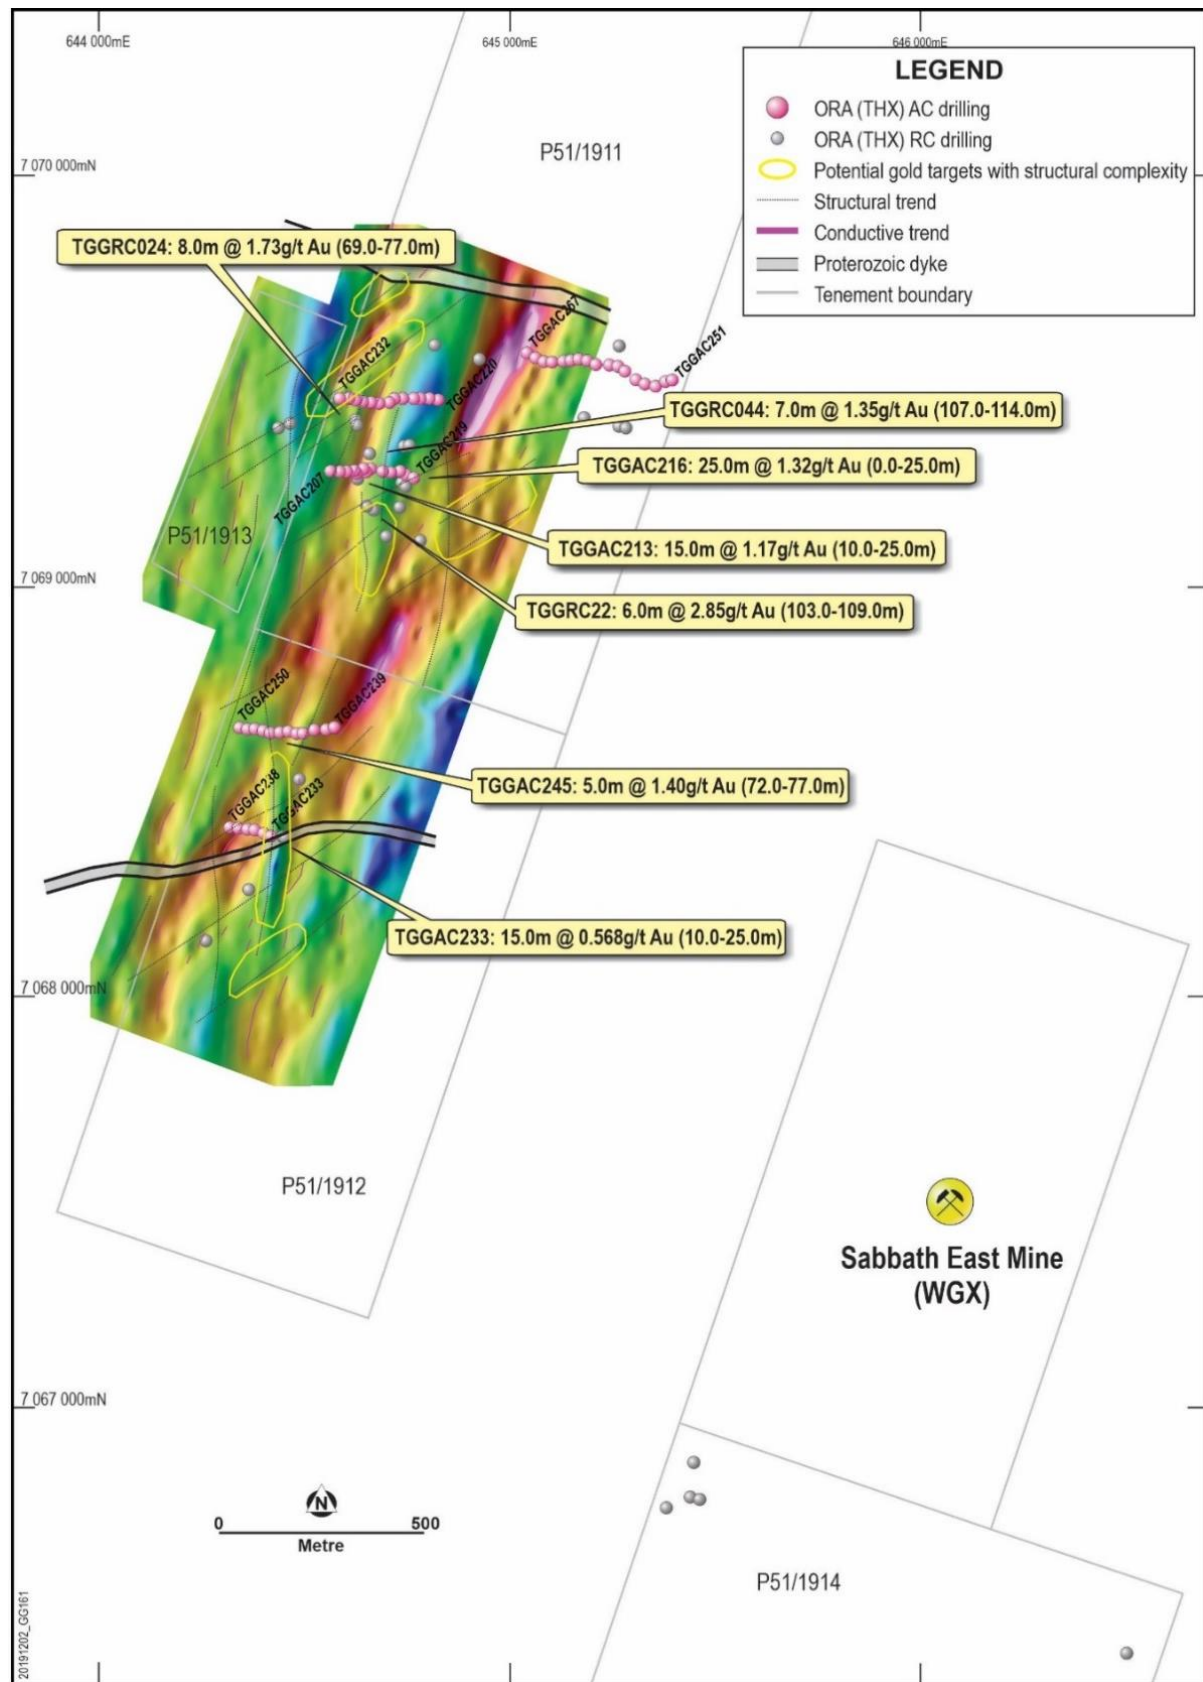 644 000mE
645 000mE
646 000mE
LEGEND
ORA (THX) AC drilling
ORA (THX) RC drilling
Potential gold targets with structural complexity
Structural trend
Conductive trend
Proterozoic dyke
Tenement boundary
P51/1911
7 070 000mN
TGGRC024: 8.0m @ 1.73g/t Au (69.0-77.0m)
TGGAC267
TGGAC251
TGGAC232
TGGAC220
TGGRC044: 7.0m @ 1.35g/t Au (107.0-114.0m)
TGGAC219
TGGAC216: 25.0m @ 1.32g/t Au (0.0-25.0m)
TGGAC207
P51/1913
TGGAC213: 15.0m @ 1.17g/t Au (10.0-25.0m)
7 069 000mN
TGGRC22: 6.0m @ 2.85g/t Au (103.0-109.0m)
TGGAC250
TGGAC239
TGGAC245: 5.0m @ 1.40g/t Au (72.0-77.0m)
TGGAC238
TGGAC233
TGGAC233: 15.0m @ 0.568g/t Au (10.0-25.0m)
7 068 000mN
P51/1912
Sabbath East Mine
(WGX)
7 067 000mN
N
0 500
Metre
P51/1914
20191202_GG161